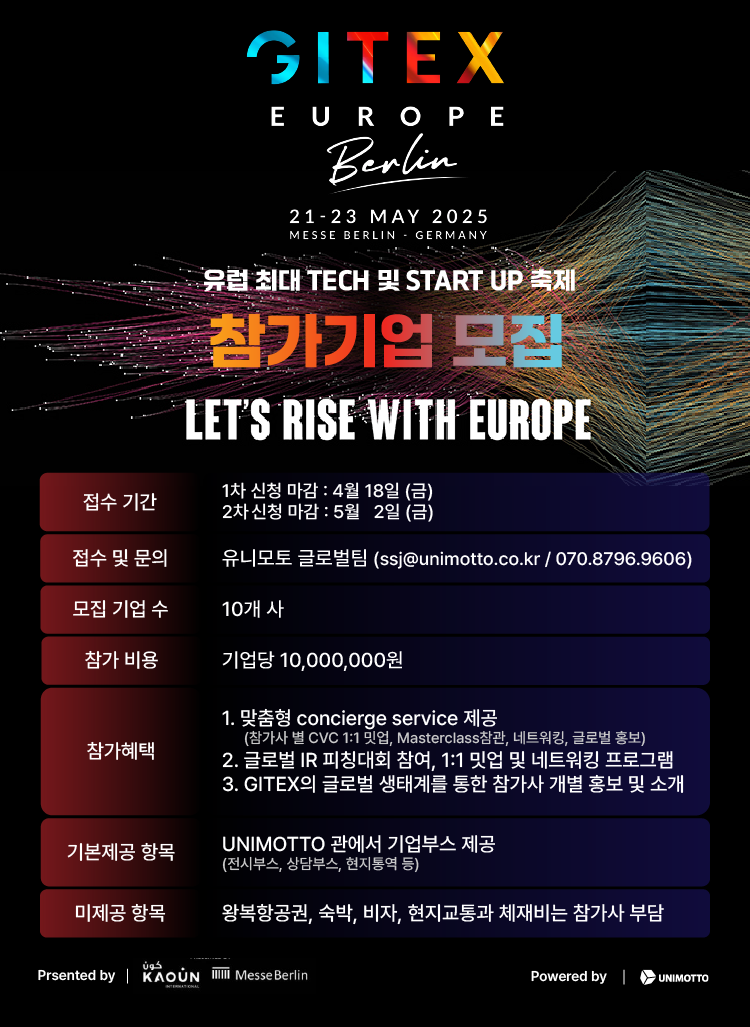 GITEX
EUROPE
Berlin
21-23 MAY 2025
MESSE BERLIN - GERMANY
유럽 최대 TECH 및 START UP 축제
참가기업 모집
LET'S RISE WITH EUROPE
접수 기간
1차 신청 마감 : 4월 18일 (금)
2차 신청 마감 : 5월 2일 (금)
접수 및 문의
유니모토 글로벌팀 (ssj@unimotto.co.kr / 070.8796.9606)
모집 기업 수
10개 사
참가 비용
기업당 10,000,000원
참가혜택
1. 맞춤형 concierge service 제공
(참가사 별 CVC 1:1 밋업, Masterclass참관, 네트워킹, 글로벌 홍보)
2. 글로벌 IR 피칭대회 참여, 1:1 밋업 및 네트워킹 프로그램
3. GITEX의 글로벌 생태계를 통한 참가사 개별 홍보 및 소개
기본제공 항목
UNIMOTTO 관에서 기업부스 제공
(전시부스, 상담부스, 현지통역 등)
미제공 항목
왕복항공권, 숙박, 비자, 현지교통과 체재비는 참가사 부담
Prsented by | كون KAOUN INTERNATIONAL Messe Berlin
Powered by | UNIMOTTO